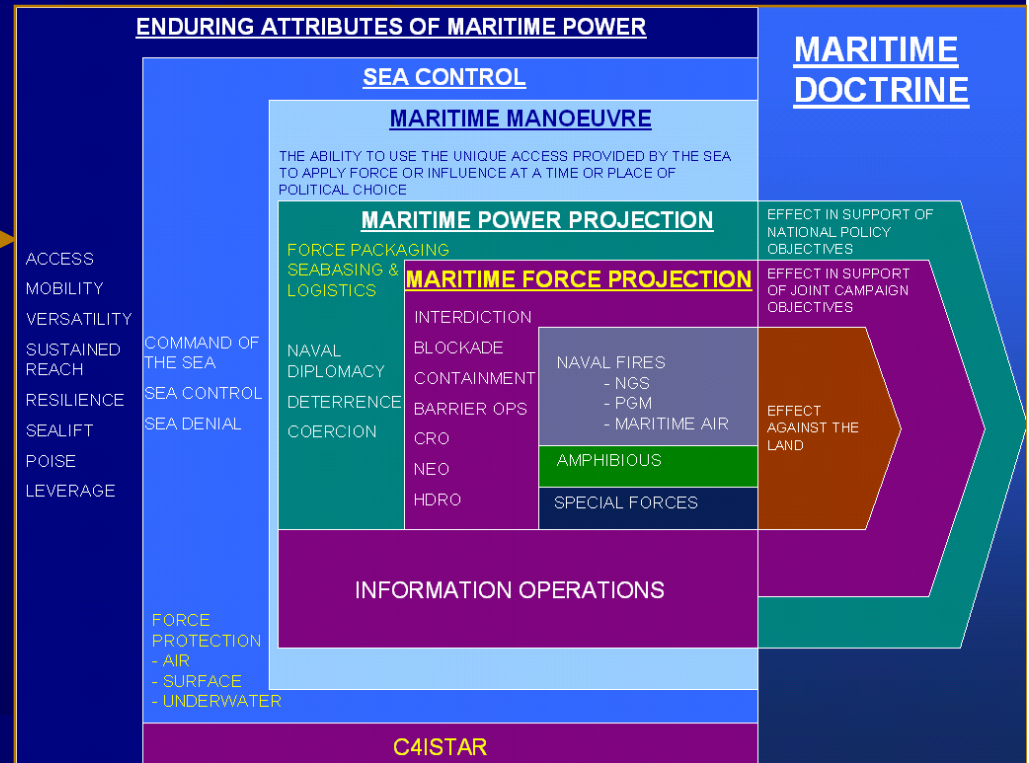 ENDURING ATTRIBUTES OF MARITIME POWER
MARITIME
DOCTRINE
SEA CONTROL
MARITIME MANOEUVRE
THE ABILITY TO USE THE UNIQUE ACCESS PROVIDED BY THE SEA
TO APPLY FORCE OR INFLUENCE AT A TIME OR PLACE OF
POLITICAL CHOICE
MARITIME POWER PROJECTION
FORCE PACKAGING
SEABASING &
LOGISTICS
MARITIME FORCE PROJECTION
ACCESS
MOBILITY
VERSATILITY
SUSTAINED
REACH
RESILIENCE
SEALIFT
POISE
LEVERAGE
COMMAND OF
THE SEA
SEA CONTROL
SEA DENIAL
NAVAL
DIPLOMACY
DETERRENCE
COERCION
INTERDICTION
BLOCKADE
CONTAINMENT
BARRIER OPS
CRO
NEO
HDRO
NAVAL FIRES
- NGS
- PGM
- MARITIME AIR
AMPHIBIOUS
SPECIAL FORCES
EFFECT IN SUPPORT OF
NATIONAL POLICY
OBJECTIVES
EFFECT IN SUPPORT
OF JOINT CAMPAIGN
OBJECTIVES
EFFECT
AGAINST THE
LAND
INFORMATION OPERATIONS
FORCE
PROTECTION
- AIR
- SURFACE
- UNDERWATER
C4ISTAR